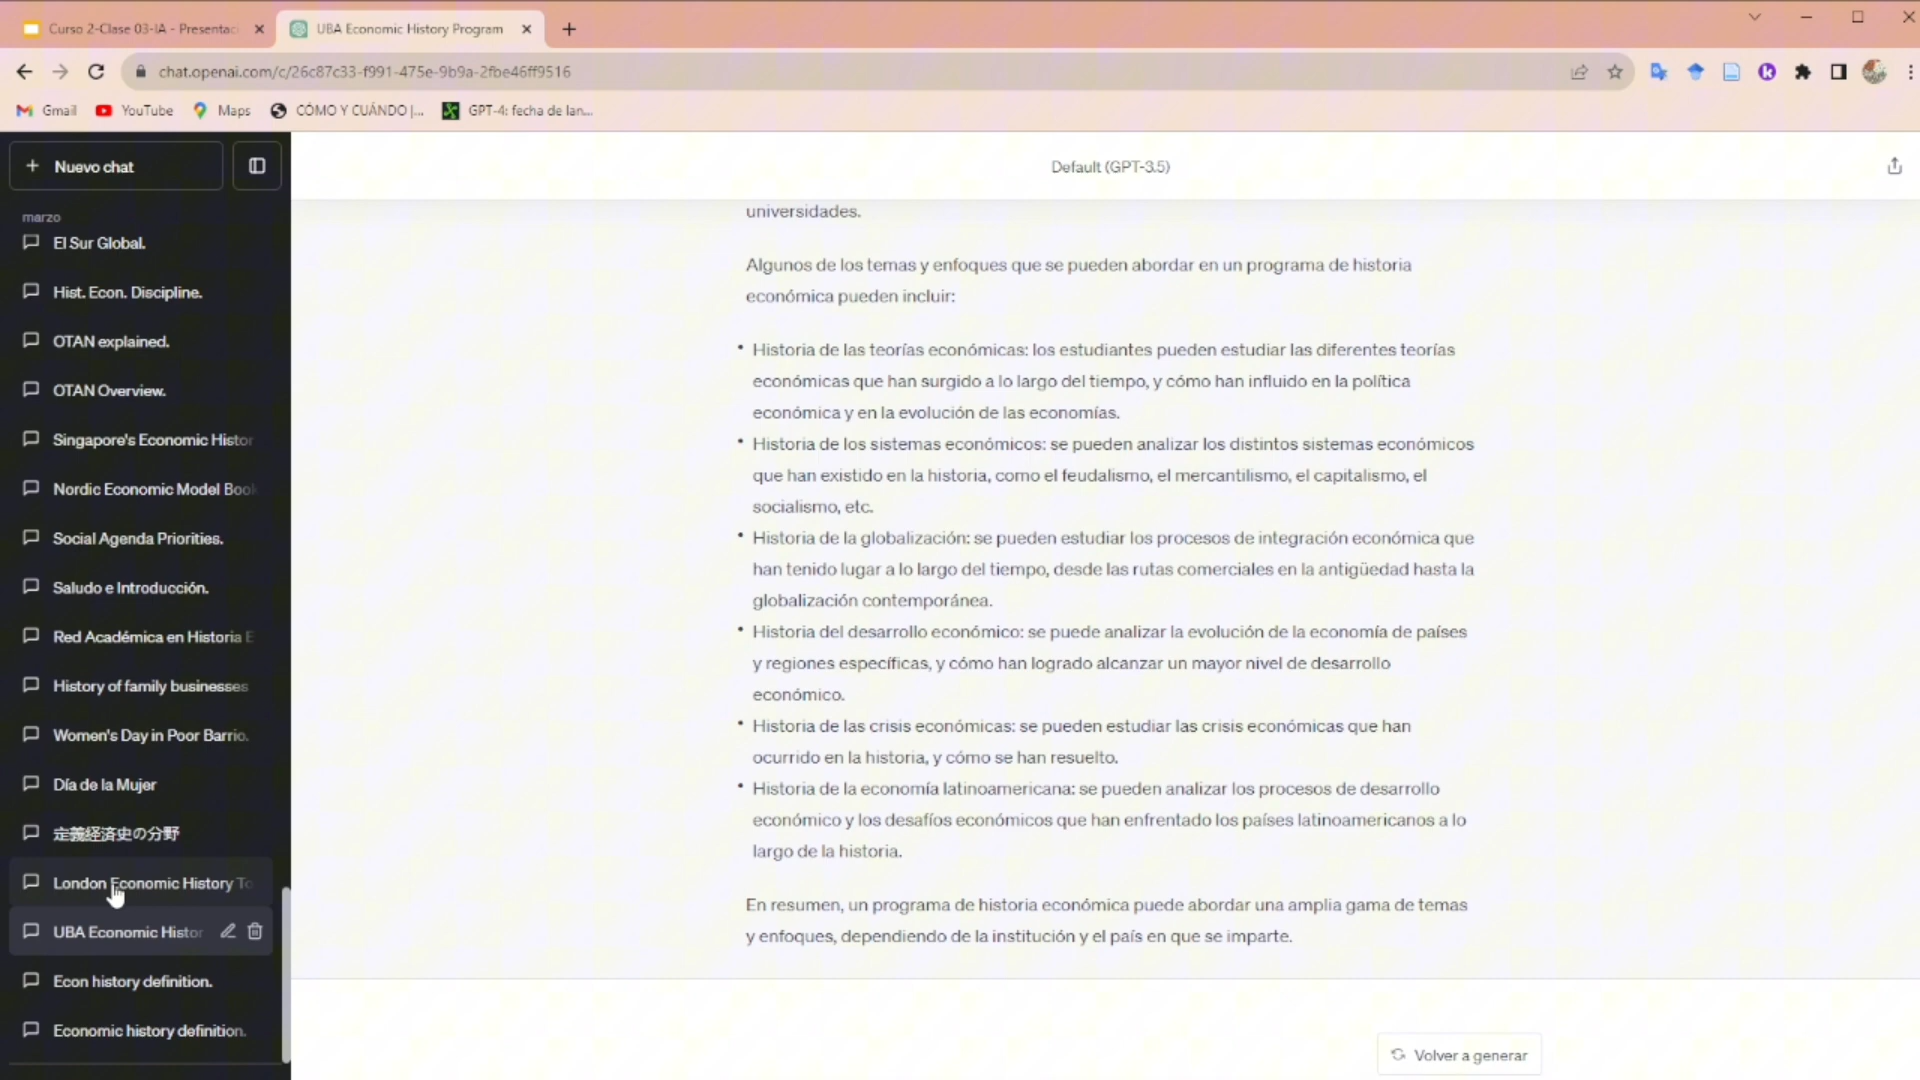 Curso 2-Clase 03-IA - Presentac
UBA Economic History Program
chat.openai.com/c/26c87c33-f991-475e-9b9a-2fbe46ff9516
Gmail
YouTube
Maps
CÓMO Y CUÁNDO |...
GPT-4: fecha de lan...
Nuevo chat
Default (GPT-3.5)
marzo
El Sur Global.
Hist. Econ. Discipline.
OTAN explained.
OTAN Overview.
Singapore's Economic Histor
Nordic Economic Model Boo
Social Agenda Priorities.
Saludo e Introducción.
Red Académica en Historia E
History of family businesses
Women's Day in Poor Barrio.
Día de la Mujer
定義経済史の分野
London Economic History To
UBA Economic Histor
Econ history definition.
Economic history definition.
universidades.
Algunos de los temas y enfoques que se pueden abordar en un programa de historia
económica pueden incluir:
• Historia de las teorías económicas: los estudiantes pueden estudiar las diferentes teorías
económicas que han surgido a lo largo del tiempo, y cómo han influido en la política
económica y en la evolución de las economías.
• Historia de los sistemas económicos: se pueden analizar los distintos sistemas económicos
que han existido en la historia, como el feudalismo, el mercantilismo, el capitalismo, el
socialismo, etc.
• Historia de la globalización: se pueden estudiar los procesos de integración económica que
han tenido lugar a lo largo del tiempo, desde las rutas comerciales en la antigüedad hasta la
globalización contemporánea.
• Historia del desarrollo económico: se puede analizar la evolución de la economía de países
y regiones específicas, y cómo han logrado alcanzar un mayor nivel de desarrollo
económico.
• Historia de las crisis económicas: se pueden estudiar las crisis económicas que han
ocurrido en la historia, y cómo se han resuelto.
• Historia de la economía latinoamericana: se pueden analizar los procesos de desarrollo
económico y los desafíos económicos que han enfrentado los países latinoamericanos a lo
largo de la historia.
En resumen, un programa de historia económica puede abordar una amplia gama de temas
y enfoques, dependiendo de la institución y el país en que se imparte.
Volver a generar